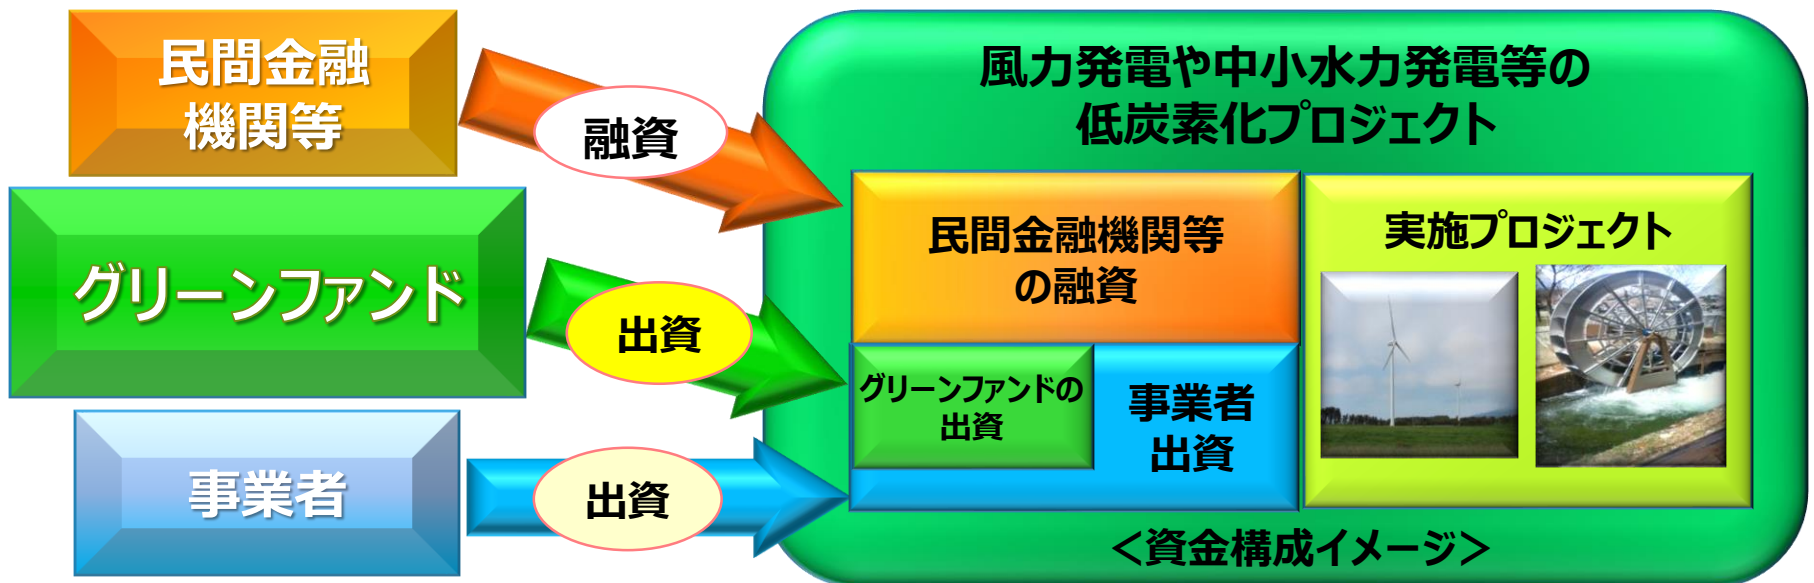 民間金融
機関等
融資
グリーンファンド
出資
事業者
出資
風力発電や中小水力発電等の
低炭素化プロジェクト
民間金融機関等
の融資
グリーンファンドの
出資
事業者
出資
実施プロジェクト
＜資金構成イメージ＞